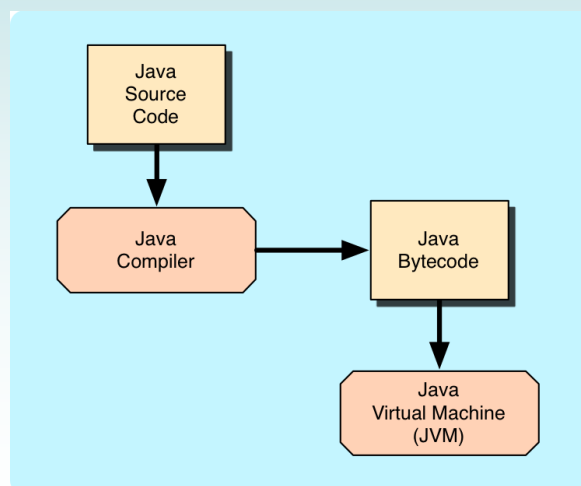 Java
Source
Code
Java
Compiler
Java
Bytecode
Java
Virtual Machine
(JVM)